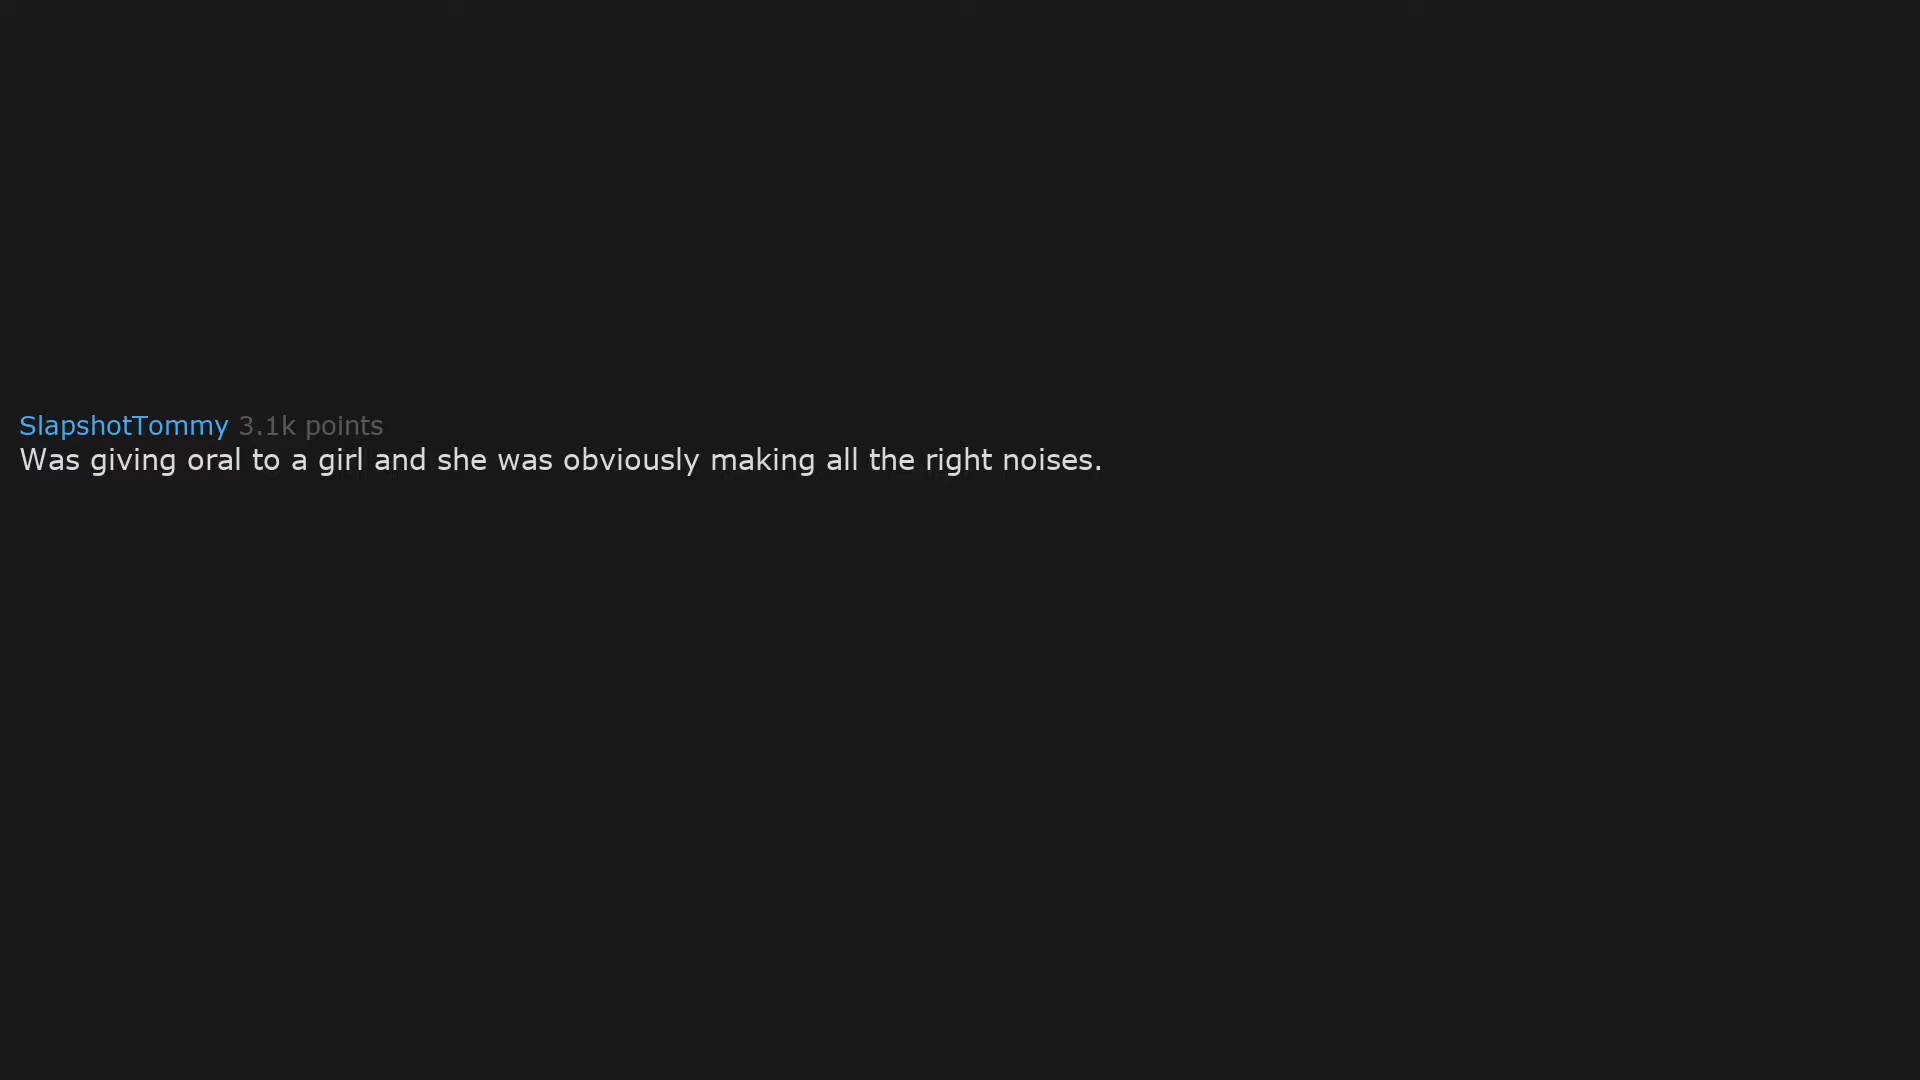 SlapshotTommy 3.1k points
Was giving oral to a girl and she was obviously making all the right noises.